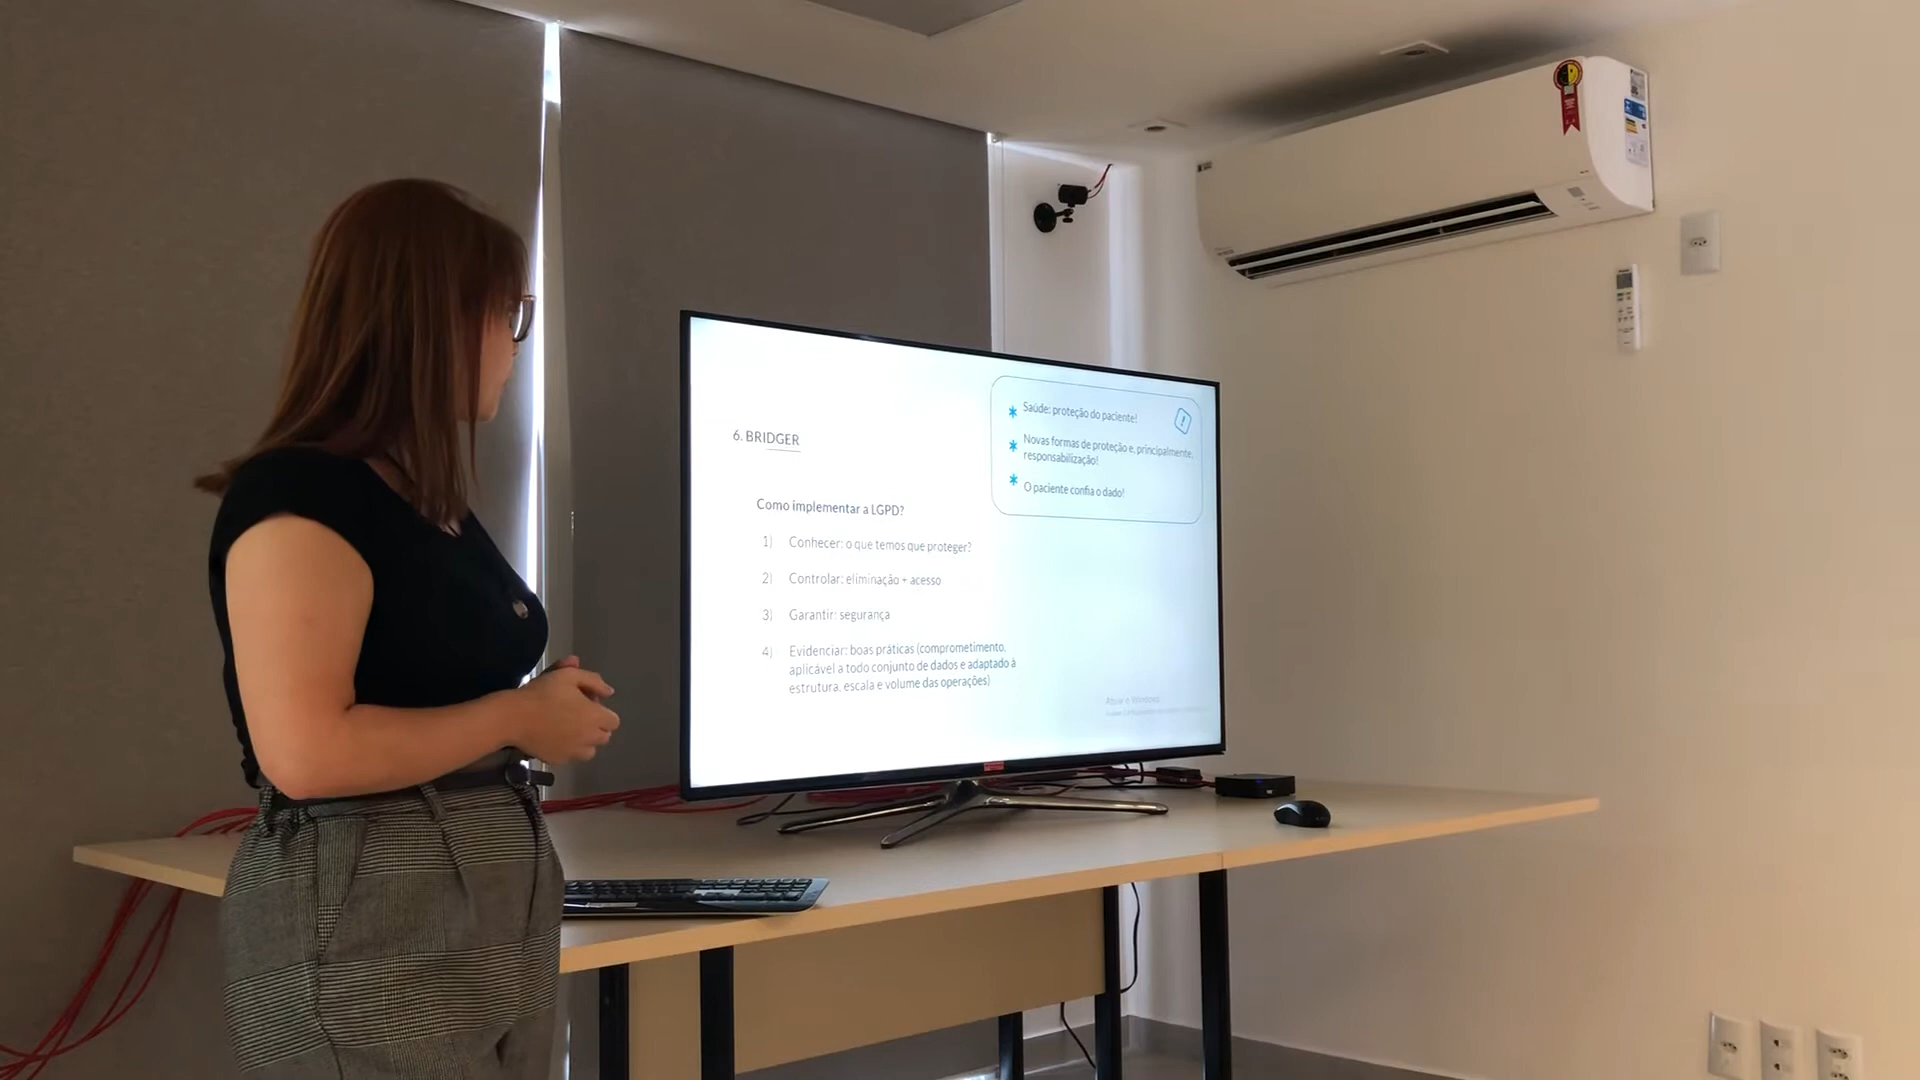 6. BRIDGER
Saúde: proteção do paciente!
Novas formas de proteção e, principalmente,
responsabilização!
O paciente confia o dado!
Como implementar a LGPD?
1) Conhecer: o que temos que proteger?
2) Controlar: eliminação + acesso
3) Garantir: segurança
4) Evidenciar: boas práticas (comprometimento,
aplicável a todo conjunto de dados e adaptado à
estrutura, escala e volume das operações)
Windows